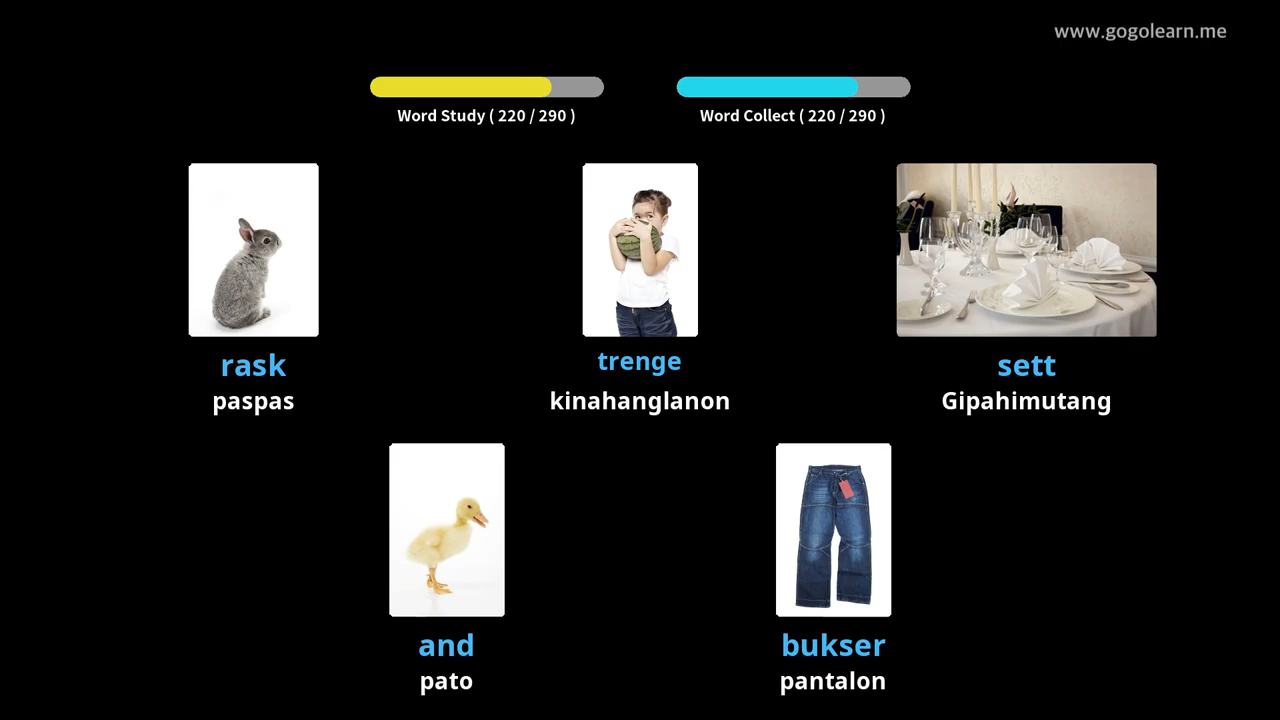 www.gogolearn.me
Word Study ( 220 / 290 )
Word Collect ( 220 / 290 )
rask
paspas
trenge
kinahanglanon
sett
Gipahimutang
and
pato
bukser
pantalon